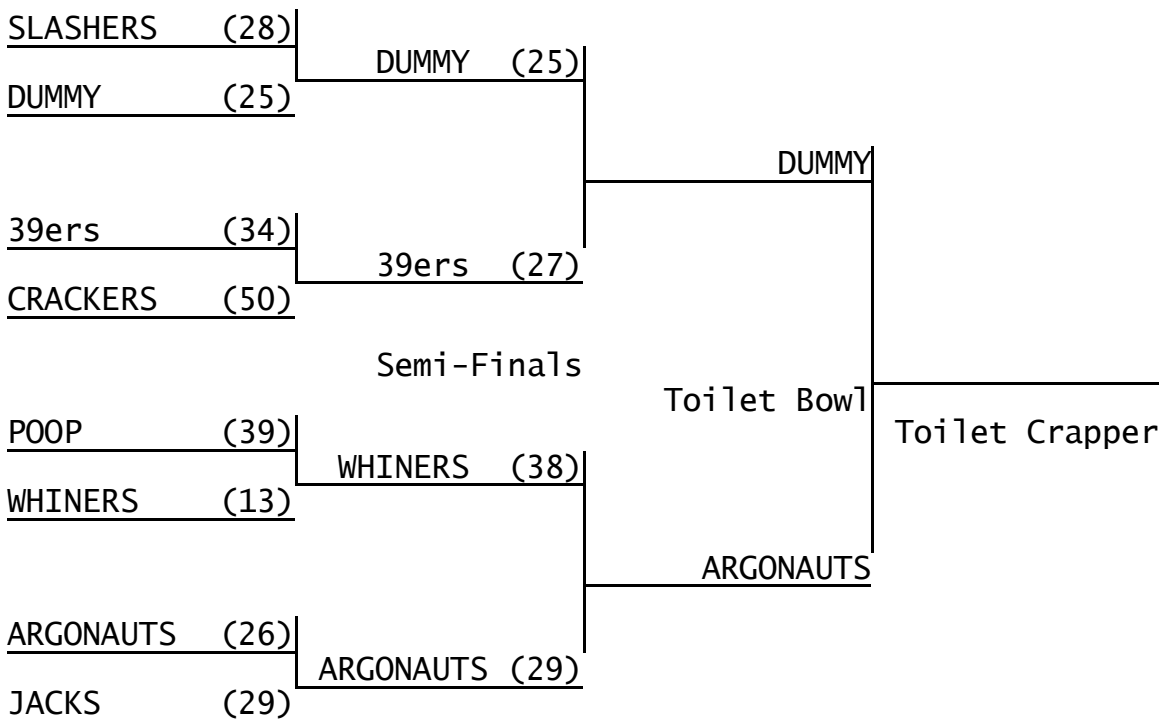 SLASHERS (28)
DUMMY (25)
DUMMY (25)
DUMMY
39ers (34)
39ers (27)
CRACKERS (50)
Semi-Finals
Toilet Bowl
Toilet Crapper
POOP (39)
WHINERS (38)
WHINERS (13)
ARGONAUTS
ARGONAUTS (26)
ARGONAUTS (29)
JACKS (29)